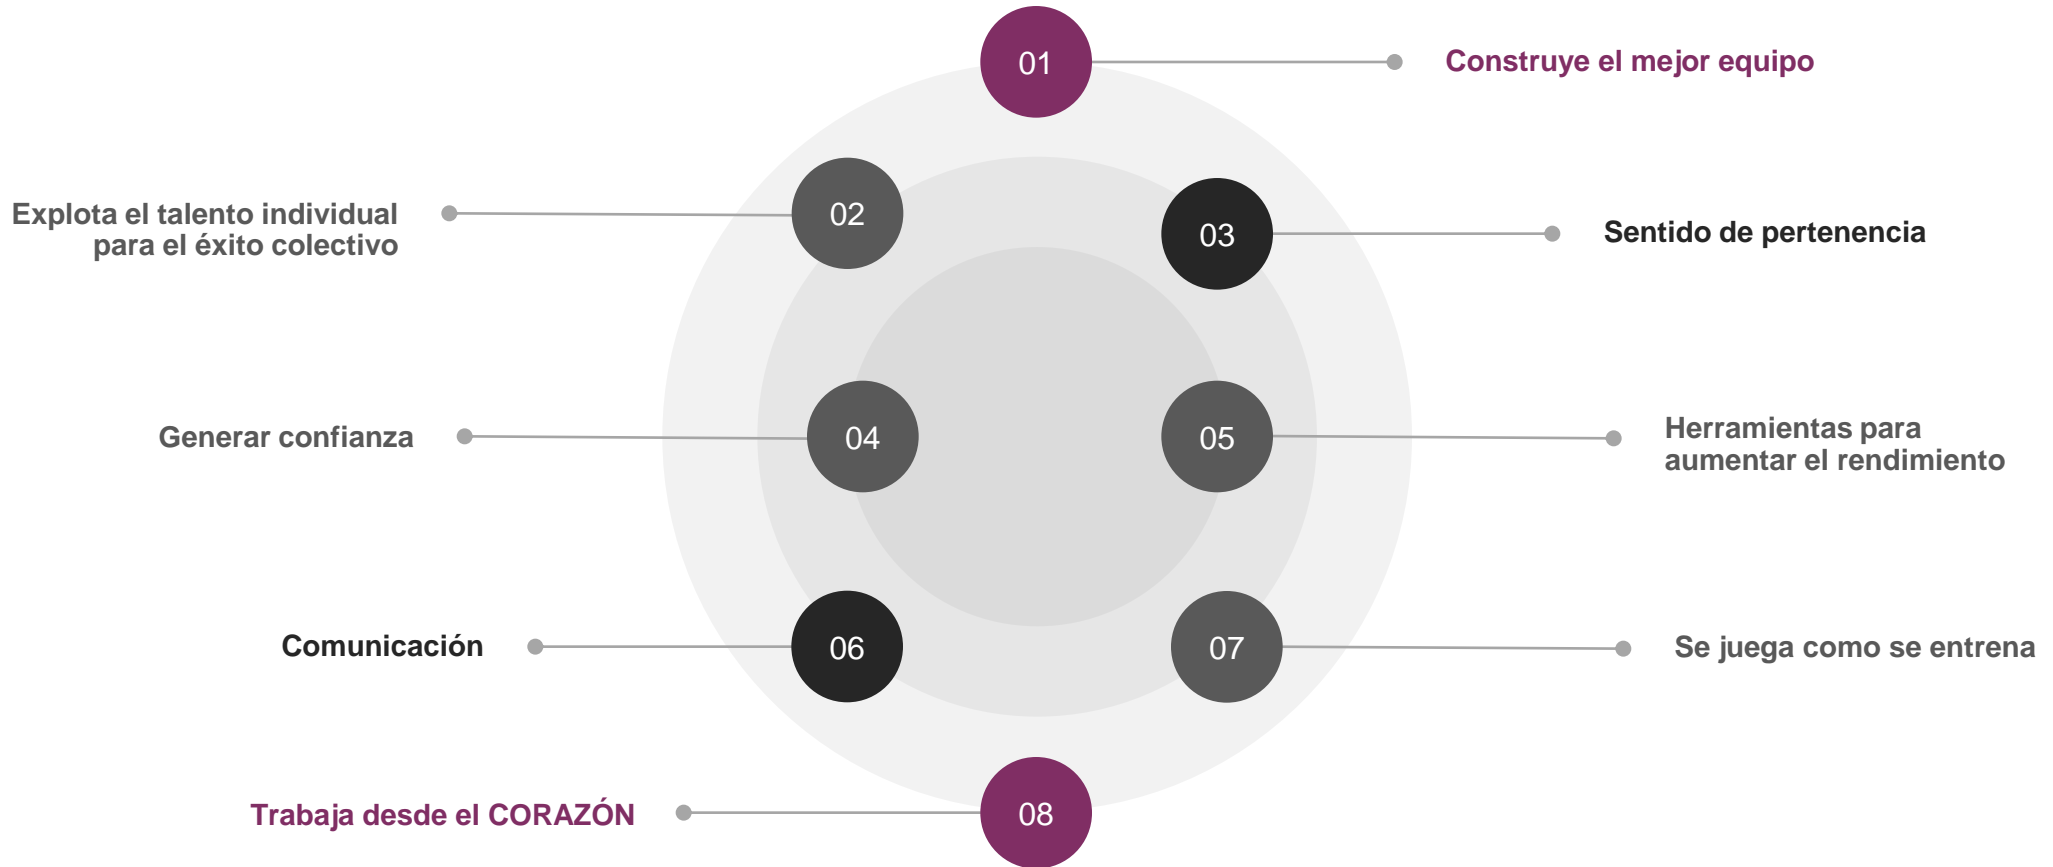 01
Construye el mejor equipo
02
Explota el talento individual
para el éxito colectivo
03
Sentido de pertenencia
04
Generar confianza
05
Herramientas para
aumentar el rendimiento
06
Comunicación
07
Se juega como se entrena
08
Trabaja desde el CORAZÓN